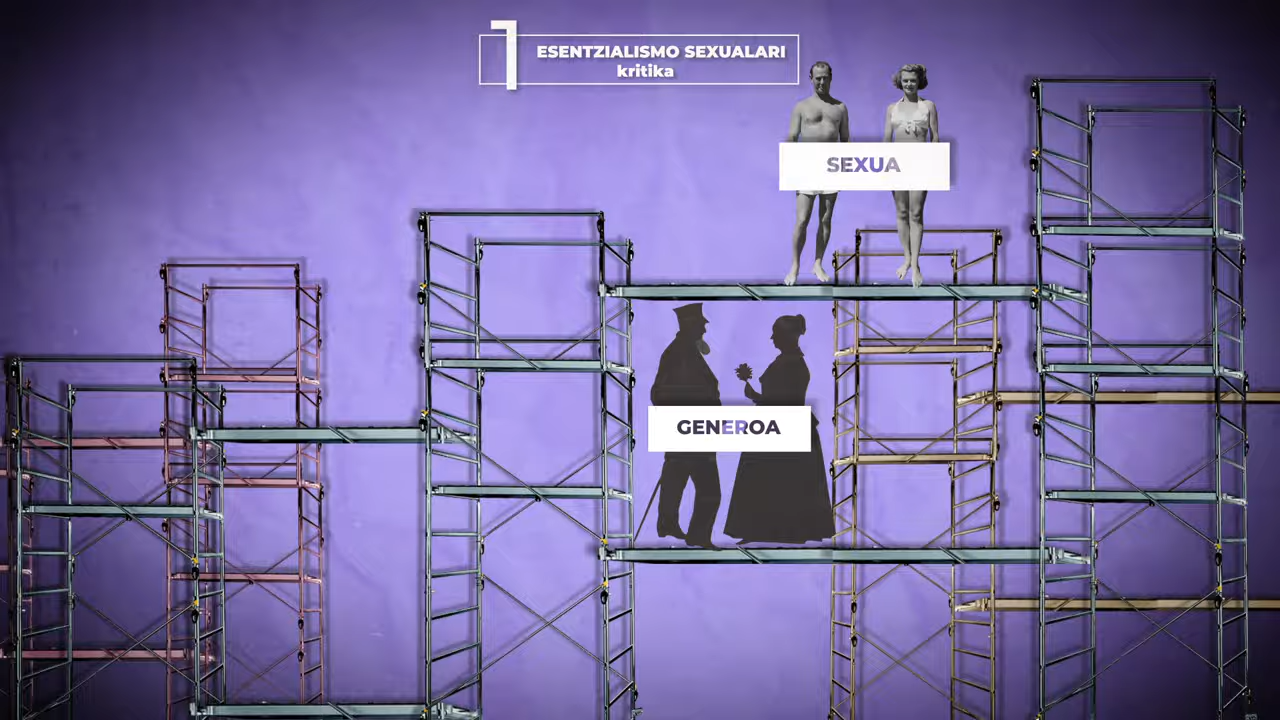 1
ESENTZIALISMO SEXUALARI
kritika
SEXUA
GENEROA